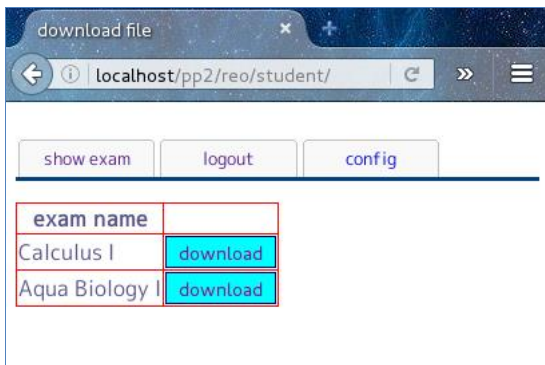 download file
localhost/pp2/reo/student/
show exam logout config
exam name
Calculus I download
Aqua Biology I download